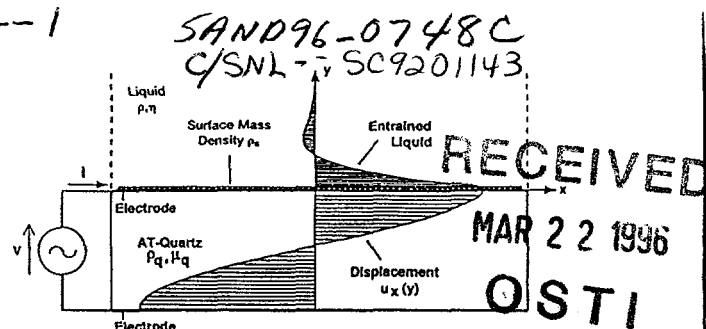 --1
SAND96-0748C
C/SNL--SC9201143
y
Liquid
ρ,η
Surface Mass
Density ρs
Entrained
Liquid
RECEIVED
I
x
Electrode
MAR 22 1996
V
AT-Quartz
ρq,μq
Displacement
ux(y)
OSTI
Electrode